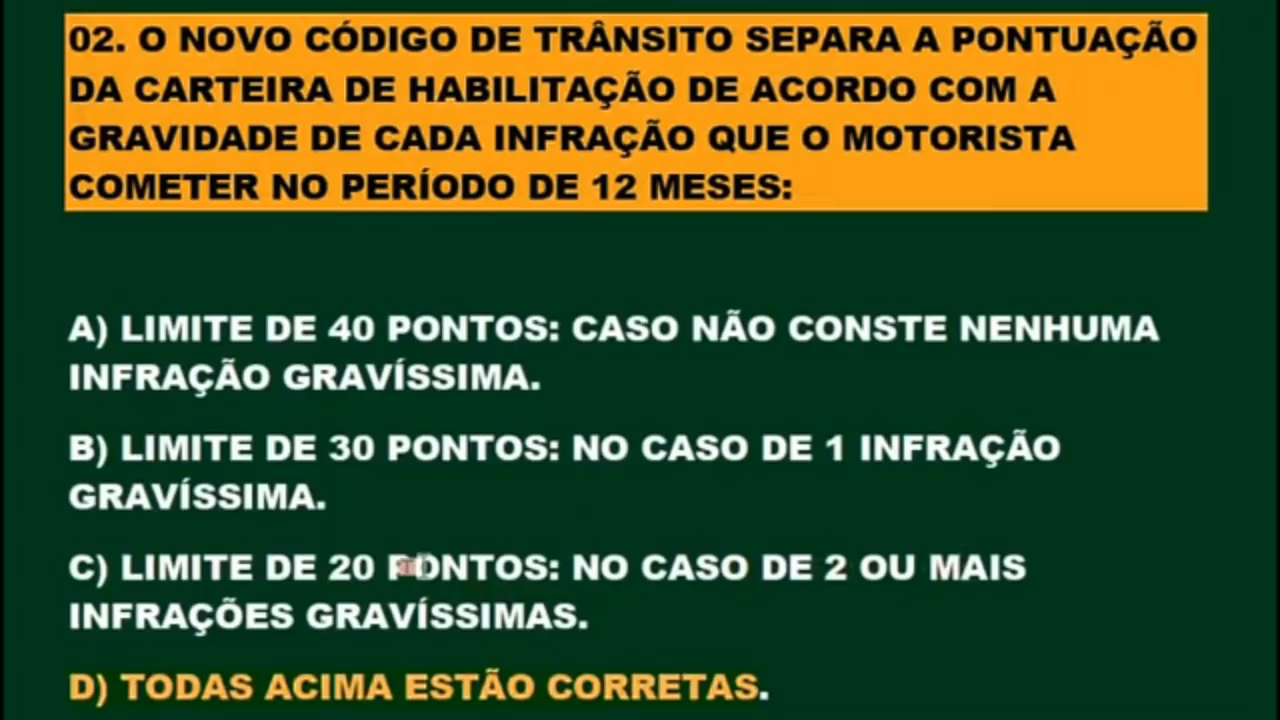 02. O NOVO CÓDIGO DE TRÂNSITO SEPARA A PONTUAÇÃO
DA CARTEIRA DE HABILITAÇÃO DE ACORDO COM A
GRAVIDADE DE CADA INFRAÇÃO QUE O MOTORISTA
COMETER NO PERÍODO DE 12 MESES:
A) LIMITE DE 40 PONTOS: CASO NÃO CONSTE NENHUMA
INFRAÇÃO GRAVÍSSIMA.
B) LIMITE DE 30 PONTOS: NO CASO DE 1 INFRAÇÃO
GRAVÍSSIMA.
C) LIMITE DE 20 PONTOS: NO CASO DE 2 OU MAIS
INFRAÇÕES GRAVÍSSIMAS.
D) TODAS ACIMA ESTÃO CORRETAS.